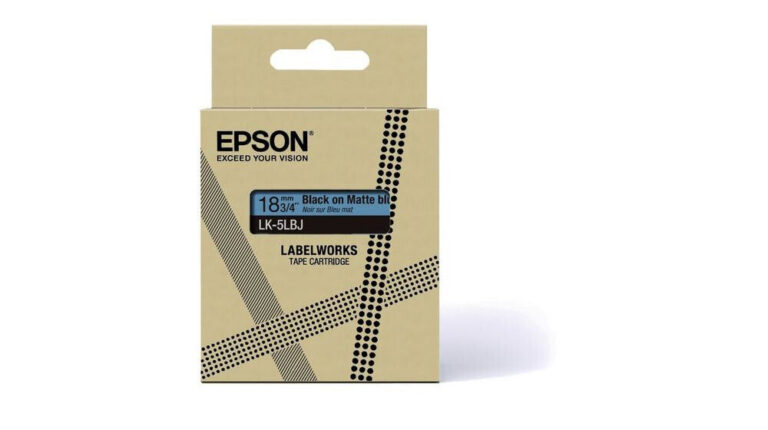 EPSON®
EXCEED YOUR VISION
18 mm 3/4" Black on Matte bl
Noir sur Bleu mat
LK-5LBJ
LABELWORKS
TAPE CARTRIDGE